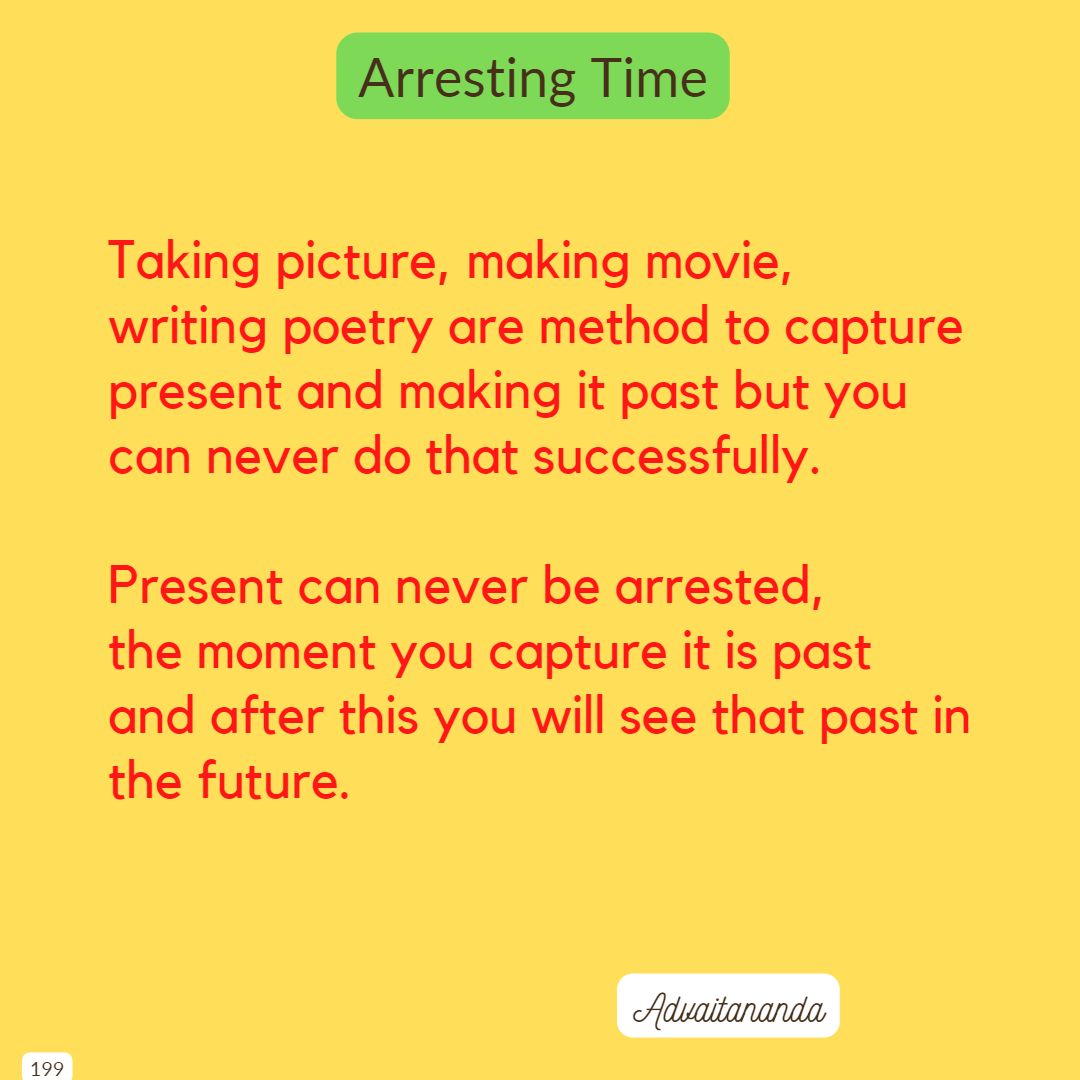 Arresting Time
Taking picture, making movie,
writing poetry are method to capture
present and making it past but you
can never do that successfully.
Present can never be arrested,
the moment you capture it is past
and after this you will see that past in
the future.
Advaitananda
199